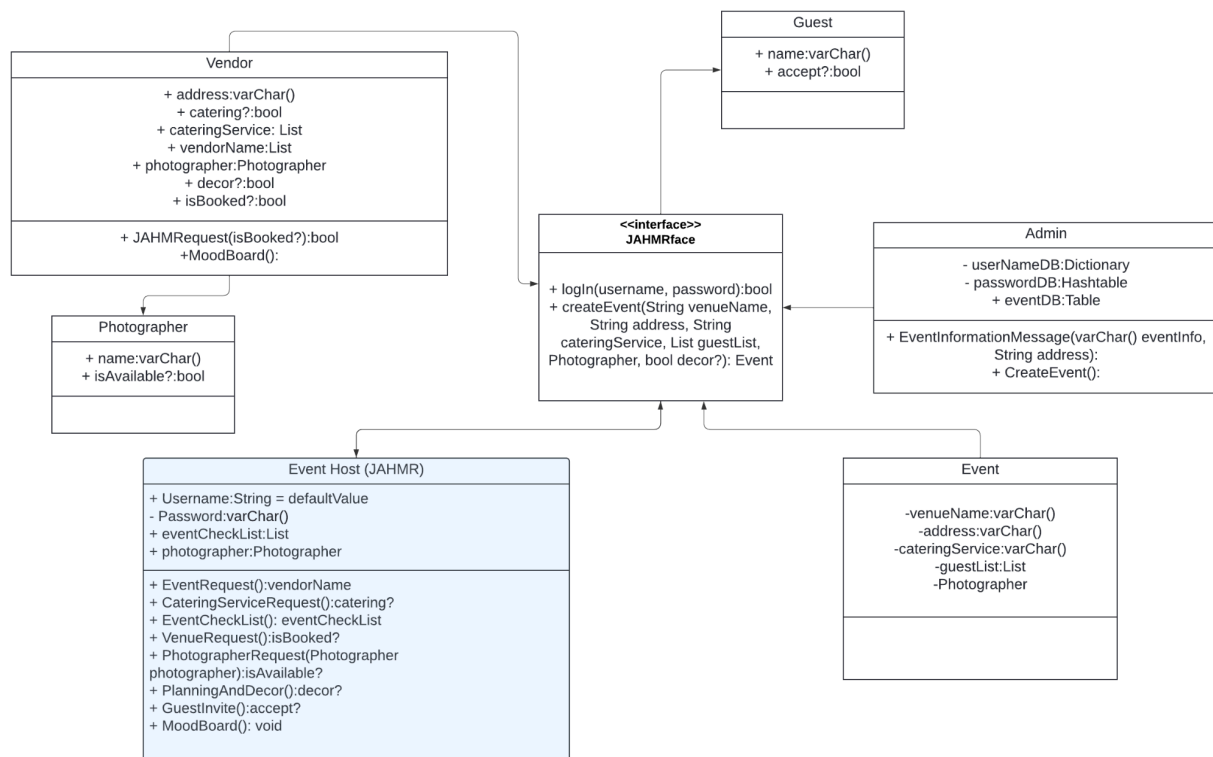 Guest
+ name:varChar()
+ accept?:bool
Vendor
+ address:varChar()
+ catering?:bool
+ cateringService: List
+ vendorName:List
+ photographer:Photographer
+ decor?:bool
+ isBooked?:bool
+ JAHMRequest(isBooked?):bool
+MoodBoard():
<<interface>>
JAHMRface
+ logIn(username, password):bool
+ createEvent(String venueName,
String address, String
cateringService, List guestList,
Photographer, bool decor?): Event
Admin
- userNameDB:Dictionary
- passwordDB:Hashtable
+ eventDB:Table
+ EventInformationMessage(varChar() eventInfo,
String address):
+ CreateEvent():
Photographer
+ name:varChar()
+ isAvailable?:bool
Event Host (JAHMR)
+ Username:String = defaultValue
- Password:varChar()
+ eventCheckList:List
+ photographer:Photographer
+ EventRequest():vendorName
+ CateringServiceRequest():catering?
+ EventCheckList(): eventCheckList
+ VenueRequest():isBooked?
+ PhotographerRequest(Photographer
photographer):isAvailable?
+ PlanningAndDecor():decor?
+ GuestInvite():accept?
+ MoodBoard(): void
Event
-venueName:varChar()
-address:varChar()
-cateringService:varChar()
-guestList:List
-Photographer